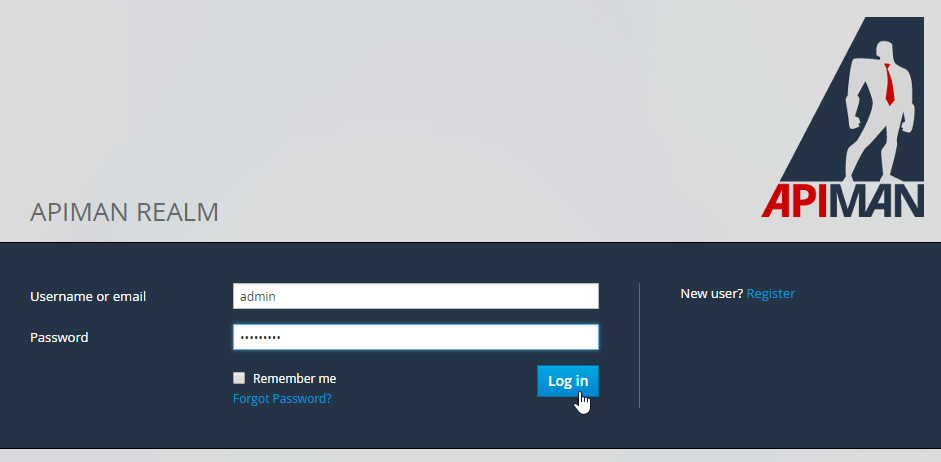 APIMAN
APIMAN REALM
Username or email
admin
New user? Register
Password
•••••••••
Remember me
Log in
Forgot Password?